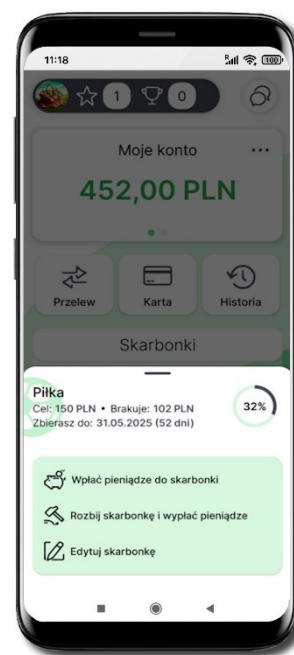 11:18
100
1
0
Moje konto
452,00 PLN
Przelew
Karta
Historia
Skarbonki
Piłka
Cel: 150 PLN • Brakuje: 102 PLN
Zbierasz do: 31.05.2025 (52 dni)
32%
Wpłać pieniądze do skarbonki
Rozbij skarbonkę i wypłać pieniądze
Edytuj skarbonkę